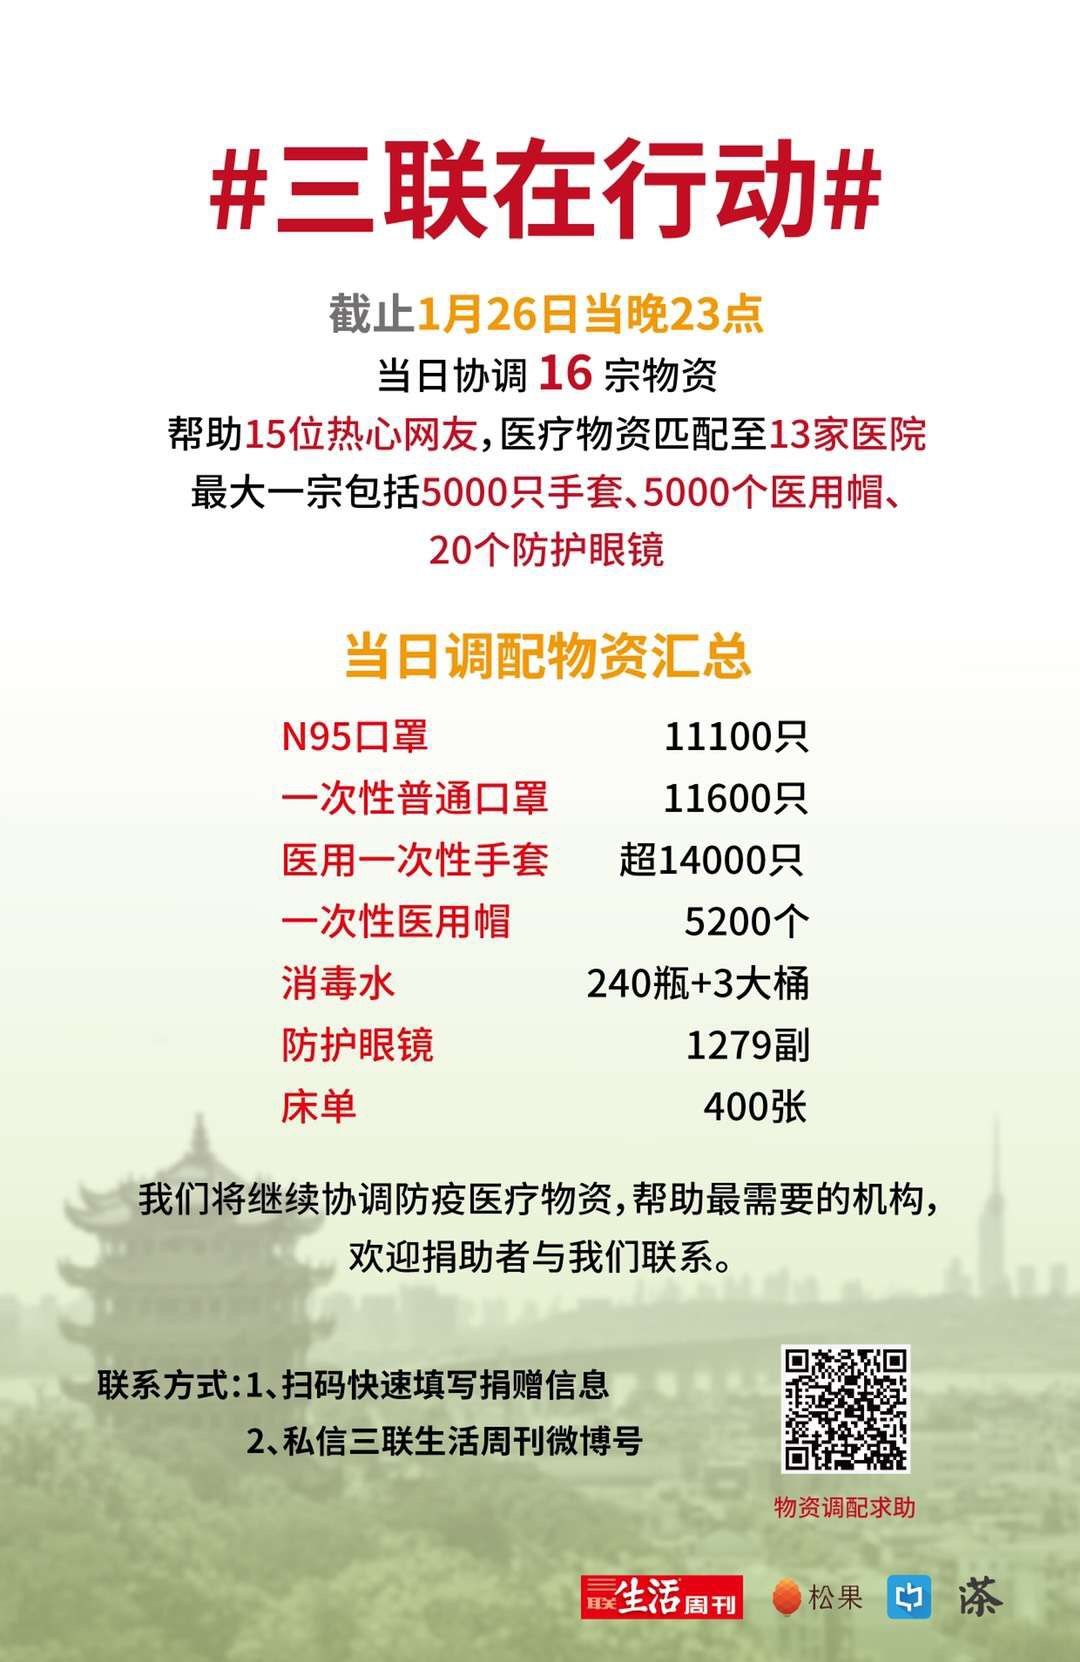 #三联在行动#
截止1月26日当晚23点
当日协调 16 宗物资
帮助15位热心网友，医疗物资匹配至13家医院
最大一宗包括5000只手套、5000个医用帽、
20个防护眼镜
当日调配物资汇总
N95口罩 11100只
一次性普通口罩 11600只
医用一次性手套 超14000只
一次性医用帽 5200个
消毒水 240瓶+3大桶
防护眼镜 1279副
床单 400张
我们将继续协调防疫医疗物资，帮助最需要的机构，
欢迎捐助者与我们联系。
联系方式：1、扫码快速填写捐赠信息
2、私信三联生活周刊微博号
物资调配求助
三联生活周刊 松果 茶